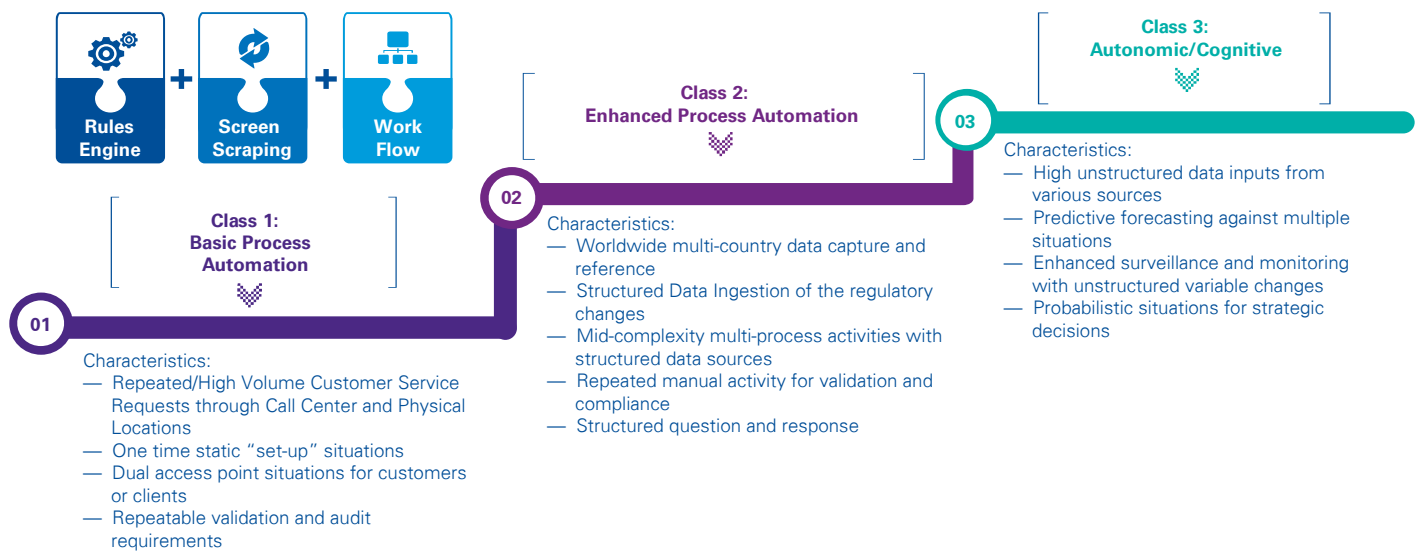 Rules
Engine
+
Screen
Scraping
+
Work
Flow
01
Class 1:
Basic Process
Automation
Characteristics:
— Repeated/High Volume Customer Service
Requests through Call Center and Physical
Locations
— One time static “set-up” situations
— Dual access point situations for customers
or clients
— Repeatable validation and audit
requirements
02
Class 2:
Enhanced Process Automation
Characteristics:
— Worldwide multi-country data capture and
reference
— Structured Data Ingestion of the regulatory
changes
— Mid-complexity multi-process activities with
structured data sources
— Repeated manual activity for validation and
compliance
— Structured question and response
03
Class 3:
Autonomic/Cognitive
Characteristics:
— High unstructured data inputs from
various sources
— Predictive forecasting against multiple
situations
— Enhanced surveillance and monitoring
with unstructured variable changes
— Probabilistic situations for strategic
decisions